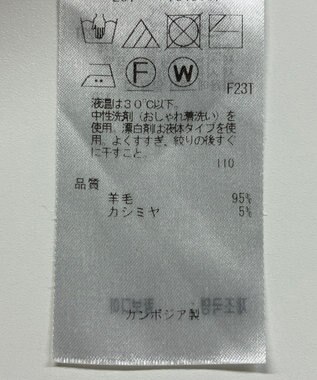 F
W
F231
液温は30℃以下。
中性洗剤（おしゃれ着洗い）を
使用。漂白剤は液体タイプを使
用。よくすすぎ、絞りの後すぐ
に干すこと。
110
品質
羊毛 95%
カシミヤ 5%
カンボジア製